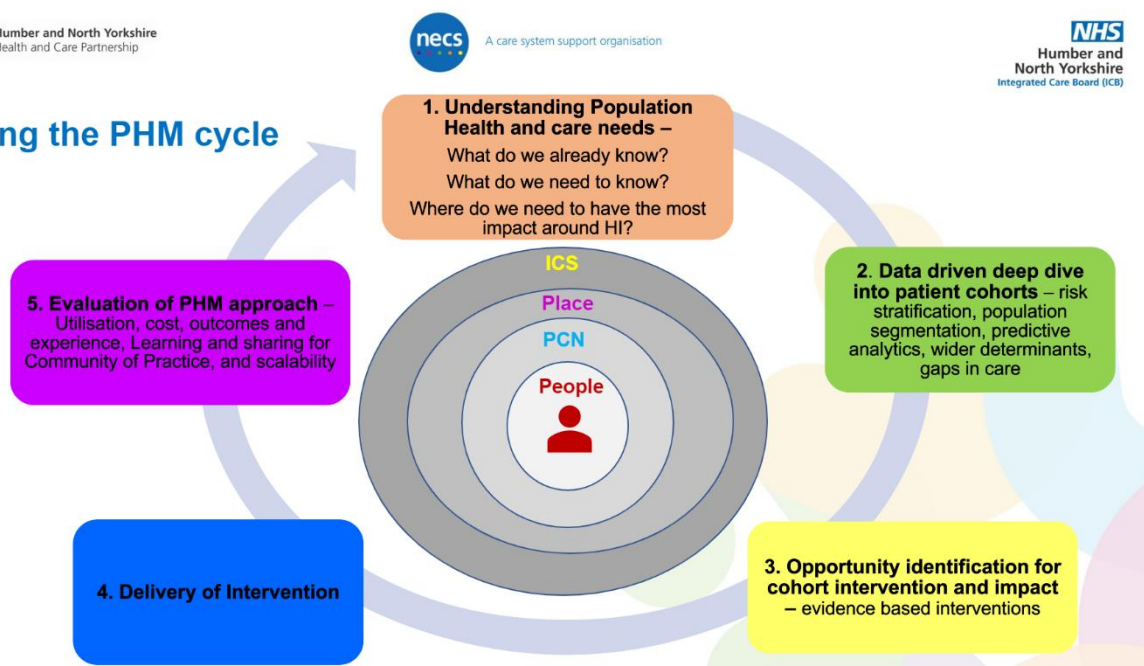 Humber and North Yorkshire
Health and Care Partnership
necs
A care system support organisation
NHS
Humber and
North Yorkshire
Integrated Care Board (ICB)
ng the PHM cycle
1. Understanding Population
Health and care needs –
What do we already know?
What do we need to know?
Where do we need to have the most
impact around HI?
2. Data driven deep dive
into patient cohorts – risk
stratification, population
segmentation, predictive
analytics, wider determinants,
gaps in care
3. Opportunity identification for
cohort intervention and impact
– evidence based interventions
4. Delivery of Intervention
5. Evaluation of PHM approach –
Utilisation, cost, outcomes and
experience, Learning and sharing for
Community of Practice, and scalability
ICS
Place
PCN
People